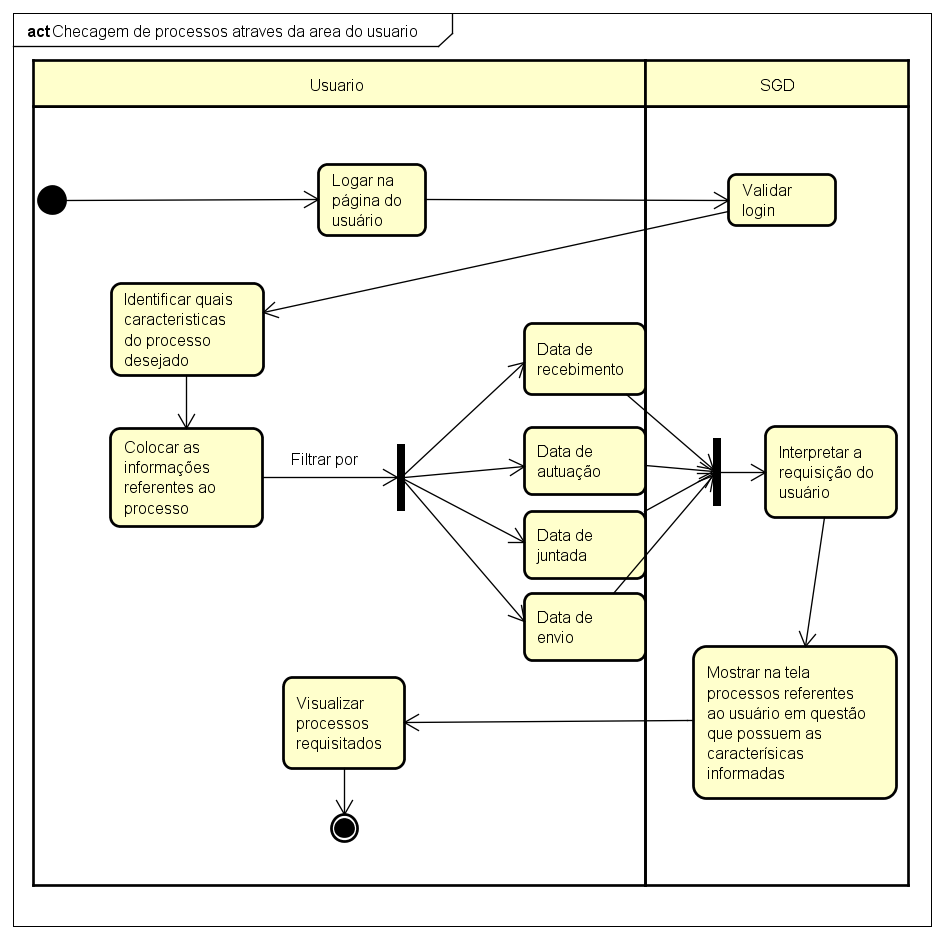 act Checagem de processos atraves da area do usuario
Usuario
SGD
Logar na
página do
usuário
Validar
login
Identificar quais
caracteristicas
do processo
desejado
Data de
recebimento
Colocar as
informações
referentes ao
processo
Filtrar por
Data de
autuação
Interpretar a
requisição do
usuário
Data de
juntada
Data de
envio
Mostrar na tela
processos referentes
ao usuário em questão
que possuem as
caracterísicas
informadas
Visualizar
processos
requisitados